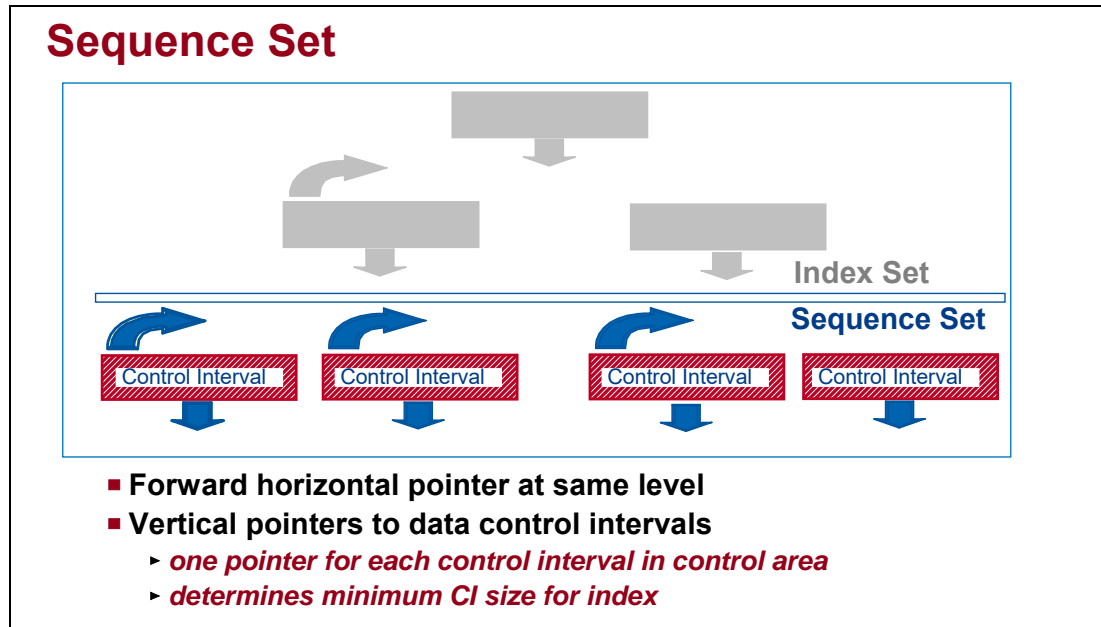 Sequence Set
Index Set
Sequence Set
Control Interval Control Interval Control Interval Control Interval
■ Forward horizontal pointer at same level
■ Vertical pointers to data control intervals
► one pointer for each control interval in control area
► determines minimum CI size for index